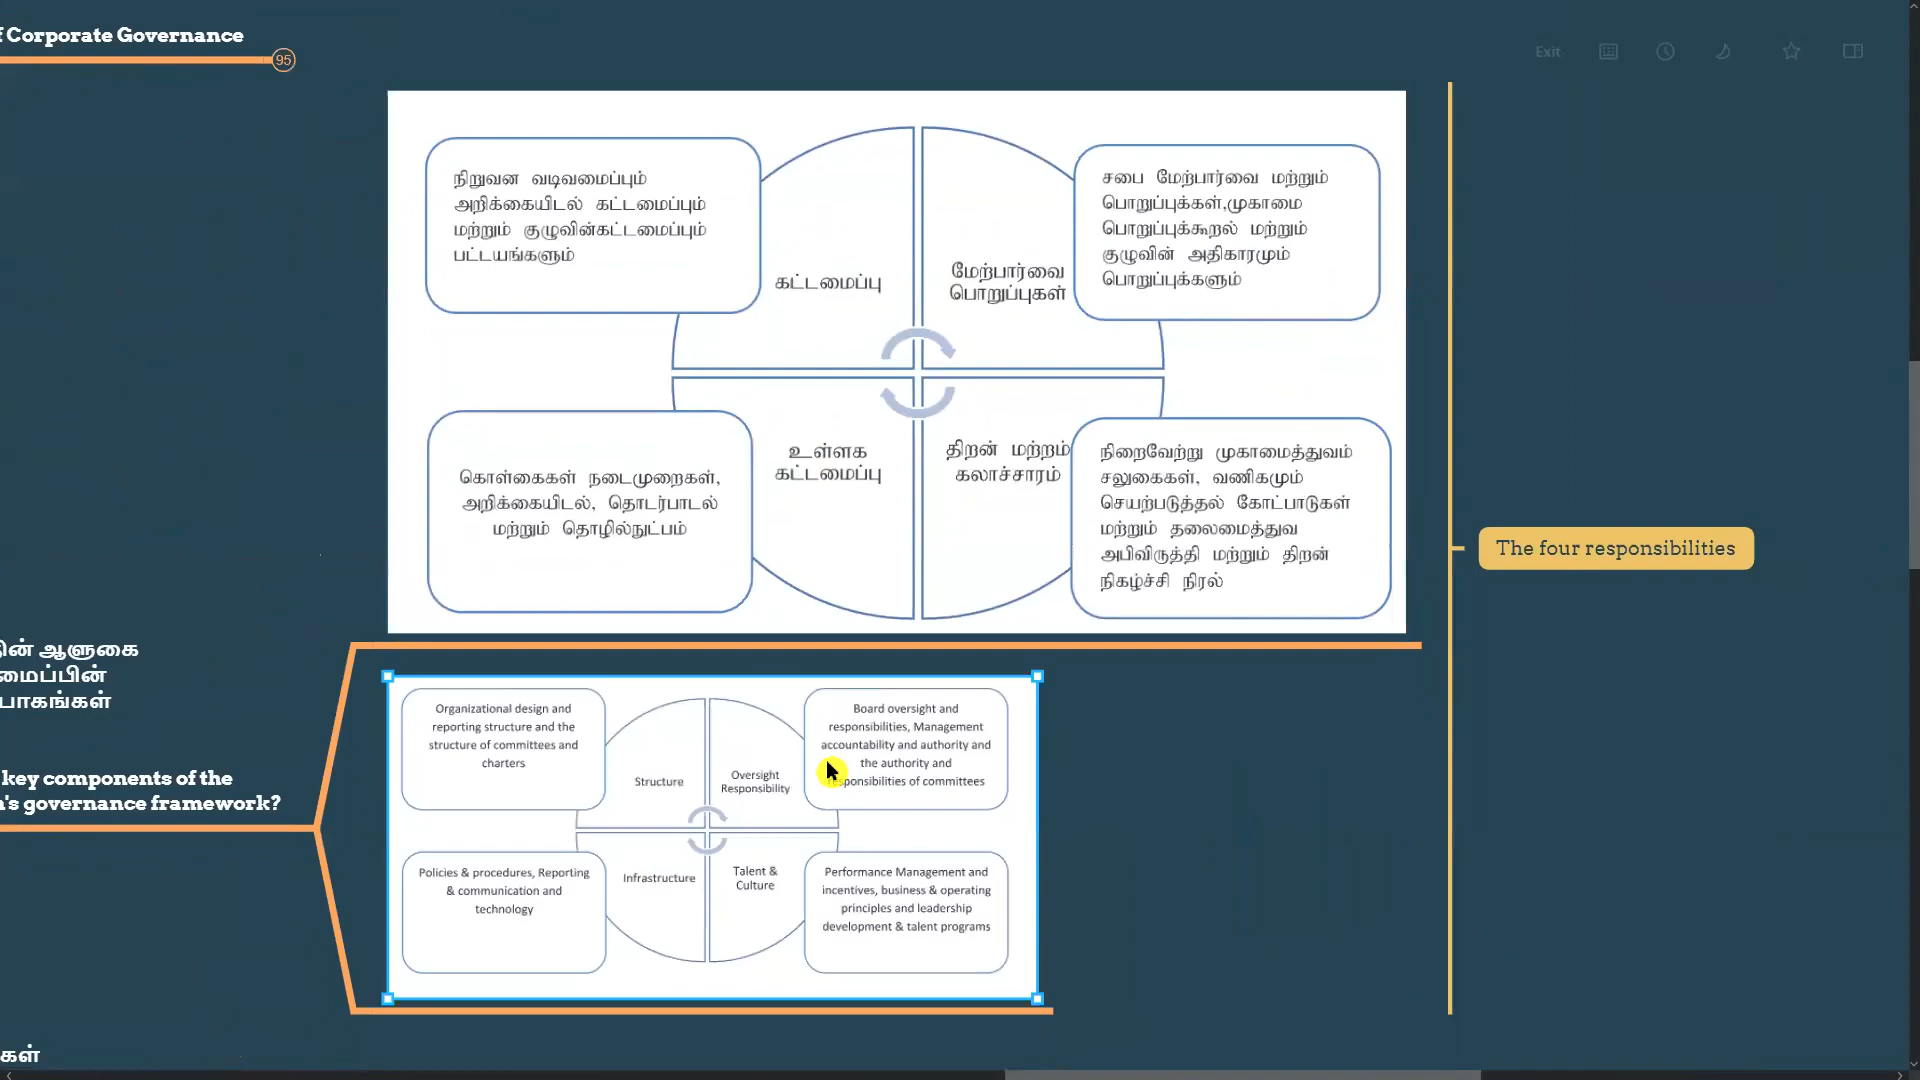 f Corporate Governance
95
Exit
நிறுவன வடிவமைப்பும்
அறிக்கையிடல் கட்டமைப்பும்
மற்றும் குழுவின்கட்டமைப்பும்
பட்டயங்களும்
கட்டமைப்பு
மேற்பார்வை
பொறுப்புகள்
சபை மேற்பார்வை மற்றும்
பொறுப்புக்கள்,முகாமை
பொறுப்புக்கூறல் மற்றும்
குழுவின் அதிகாரமும்
பொறுப்புக்களும்
கொள்கைகள் நடைமுறைகள்,
அறிக்கையிடல், தொடர்பாடல்
மற்றும் தொழில்நுட்பம்
உள்ளக
கட்டமைப்பு
திறன் மற்றம்
கலாச்சாரம்
நிறைவேற்று முகாமைத்துவம்
சலுகைகள், வணிகமும்
செயற்படுத்தல் கோட்பாடுகள்
மற்றும் தலைமைத்துவ
அபிவிருத்தி மற்றும் திறன்
நிகழ்ச்சி நிரல்
The four responsibilities
தின் ஆளுகை
மைப்பின்
பாகங்கள்
key components of the
's governance framework?
Organizational design and
reporting structure and the
structure of committees and
charters
Structure
Oversight
Responsibility
Board oversight and
responsibilities, Management
accountability and authority and
the authority and
responsibilities of committees
Policies & procedures, Reporting
& communication and
technology
Infrastructure
Talent &
Culture
Performance Management and
incentives, business & operating
principles and leadership
development & talent programs
கள்